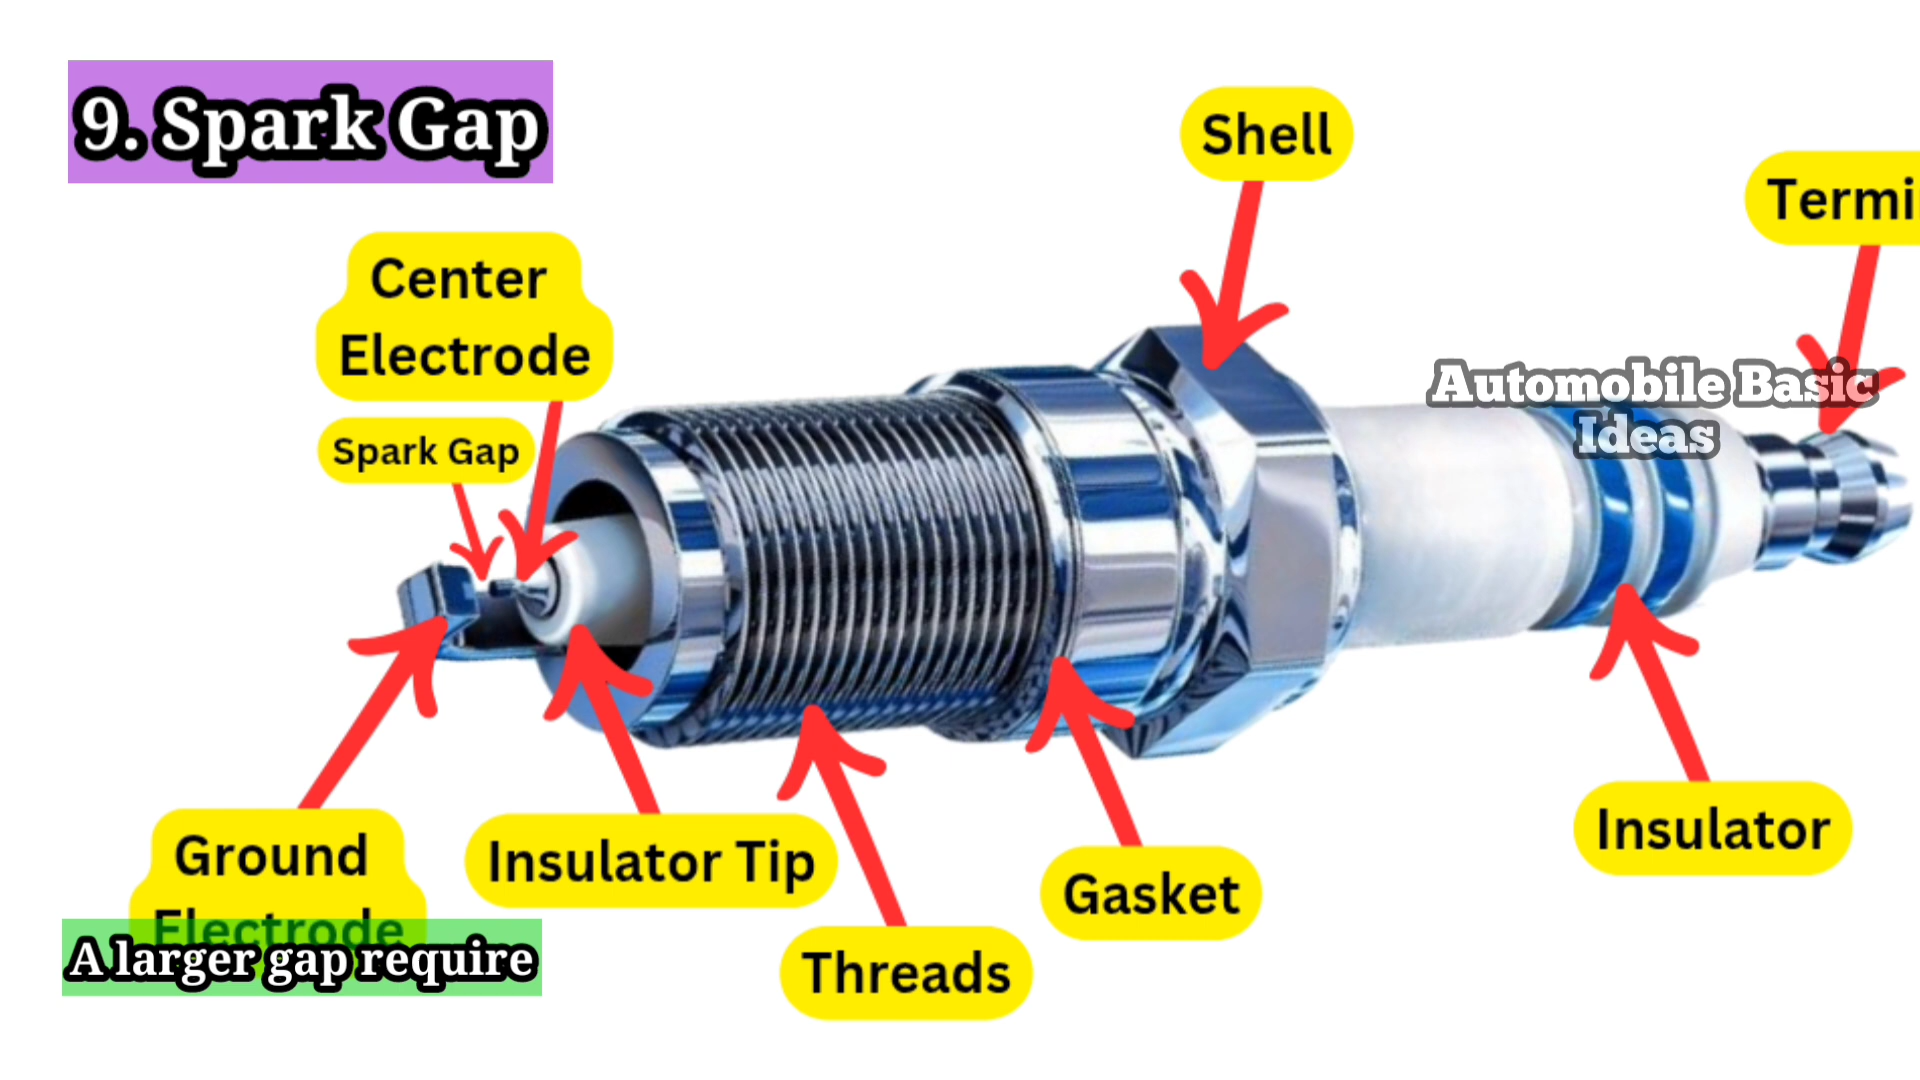 9. Spark Gap
Shell
Termi
Center
Electrode
Spark Gap
Automobile Basic
Ideas
Ground
Electrode
Insulator Tip
Gasket
Insulator
Threads
A larger gap require